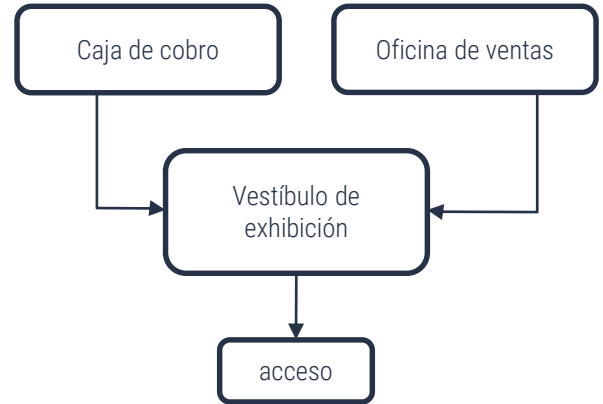 Caja de cobro
Oficina de ventas
Vestíbulo de
exhibición
acceso